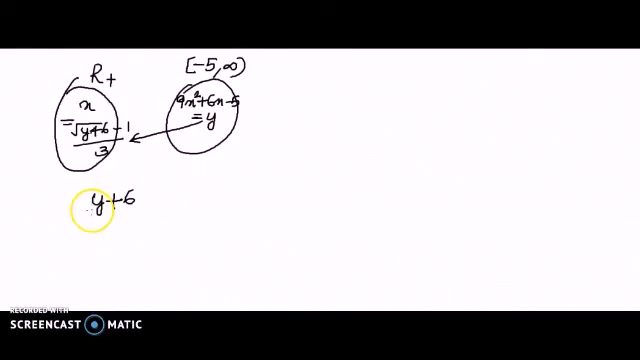 R+
[-5,∞)
x
= √y+6 - 1
3
9x²+6x-5
= y
y+6
RECORDED WITH
SCREENCAST MATIC